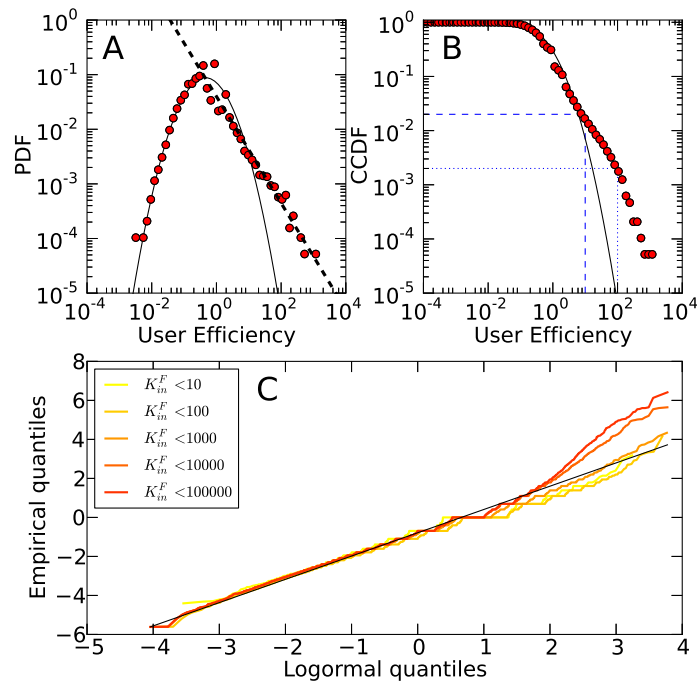 A
B
PDF
CCDF
10^0
10^-1
10^-2
10^-3
10^-4
10^-5
10^0
10^-1
10^-2
10^-3
10^-4
10^-5
10^-4 10^-2 10^0 10^2 10^4
10^-4 10^-2 10^0 10^2 10^4
User Efficiency
User Efficiency
C
K_in^F <10
K_in^F <100
K_in^F <1000
K_in^F <10000
K_in^F <100000
Empirical quantiles
8
6
4
2
0
−2
−4
−6
−5 −4 −3 −2 −1 0 1 2 3 4
Logormal quantiles